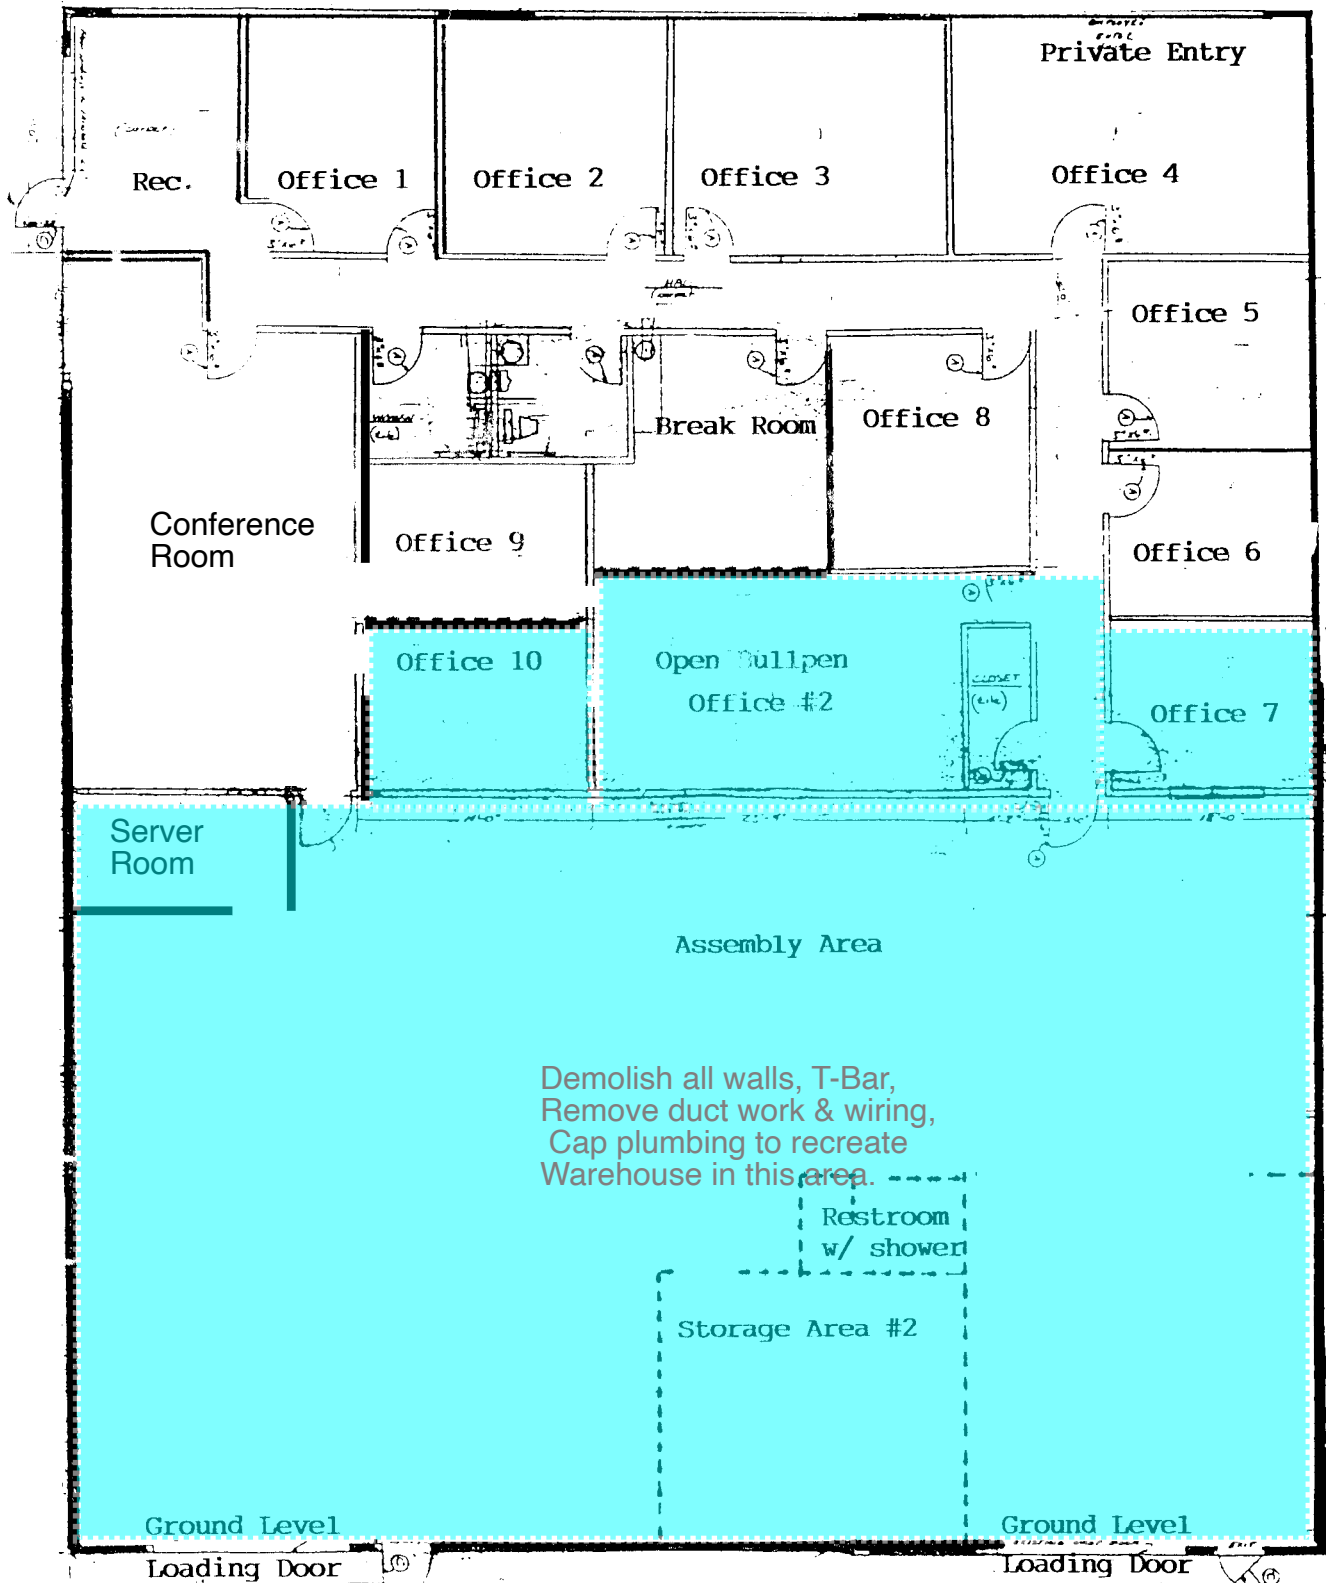 Private Entry
Rec.
Office 1
Office 2
Office 3
Office 4
Office 5
Break Room
Office 8
Conference
Room
Office 9
Office 6
Office 10
Open Bullpen
Office #2
CLOSET
Office 7
Server
Room
Assembly Area
Demolish all walls, T-Bar,
Remove duct work & wiring,
Cap plumbing to recreate
Warehouse in this area.
Restroom
w/ shower
Storage Area #2
Ground Level
Loading Door
Ground Level
Loading Door
EXIT